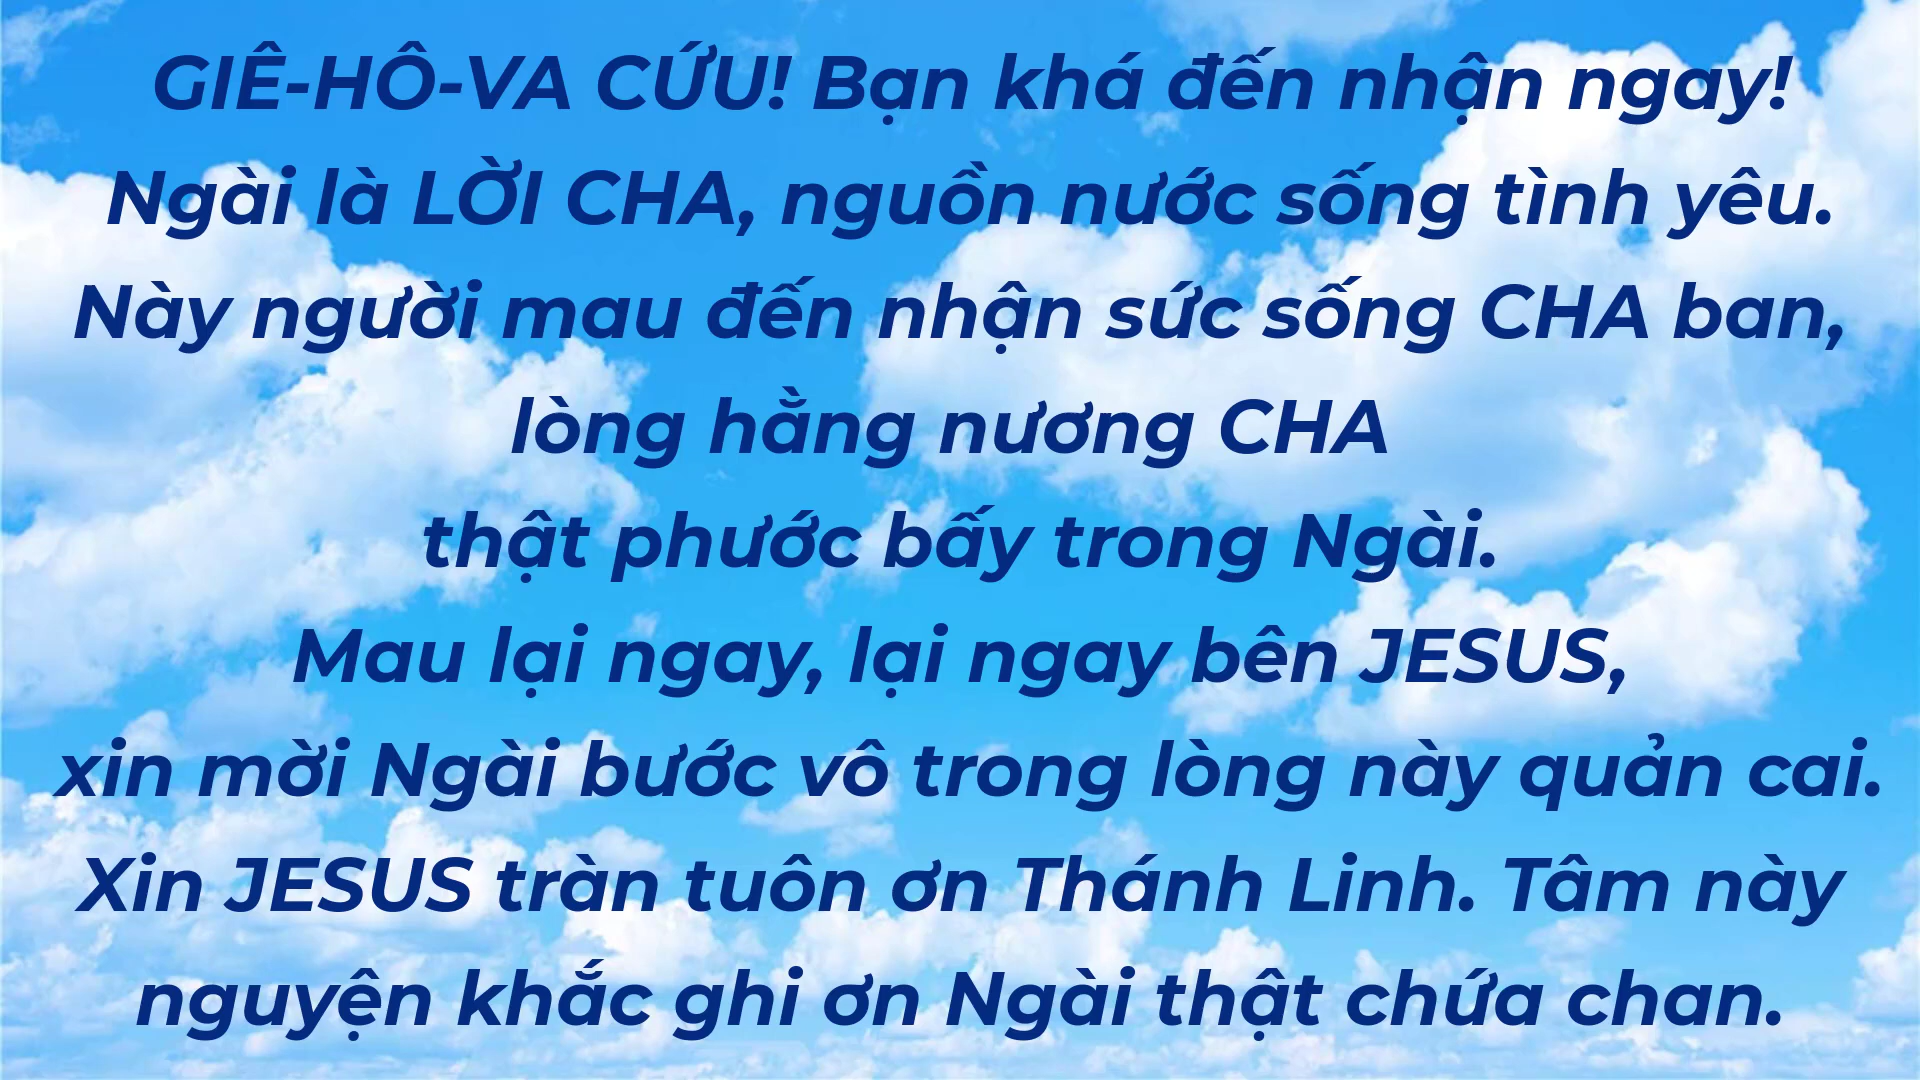 GIÊ-HÔ-VA CỨU! Bạn khá đến nhận ngay!
Ngài là LỜI CHA, nguồn nước sống tình yêu.
Này người mau đến nhận sức sống CHA ban,
lòng hằng nương CHA
thật phước bấy trong Ngài.
Mau lại ngay, lại ngay bên JESUS,
xin mời Ngài bước vô trong lòng này quản cai.
Xin JESUS tràn tuôn ơn Thánh Linh. Tâm này
nguyện khắc ghi ơn Ngài thật chứa chan.